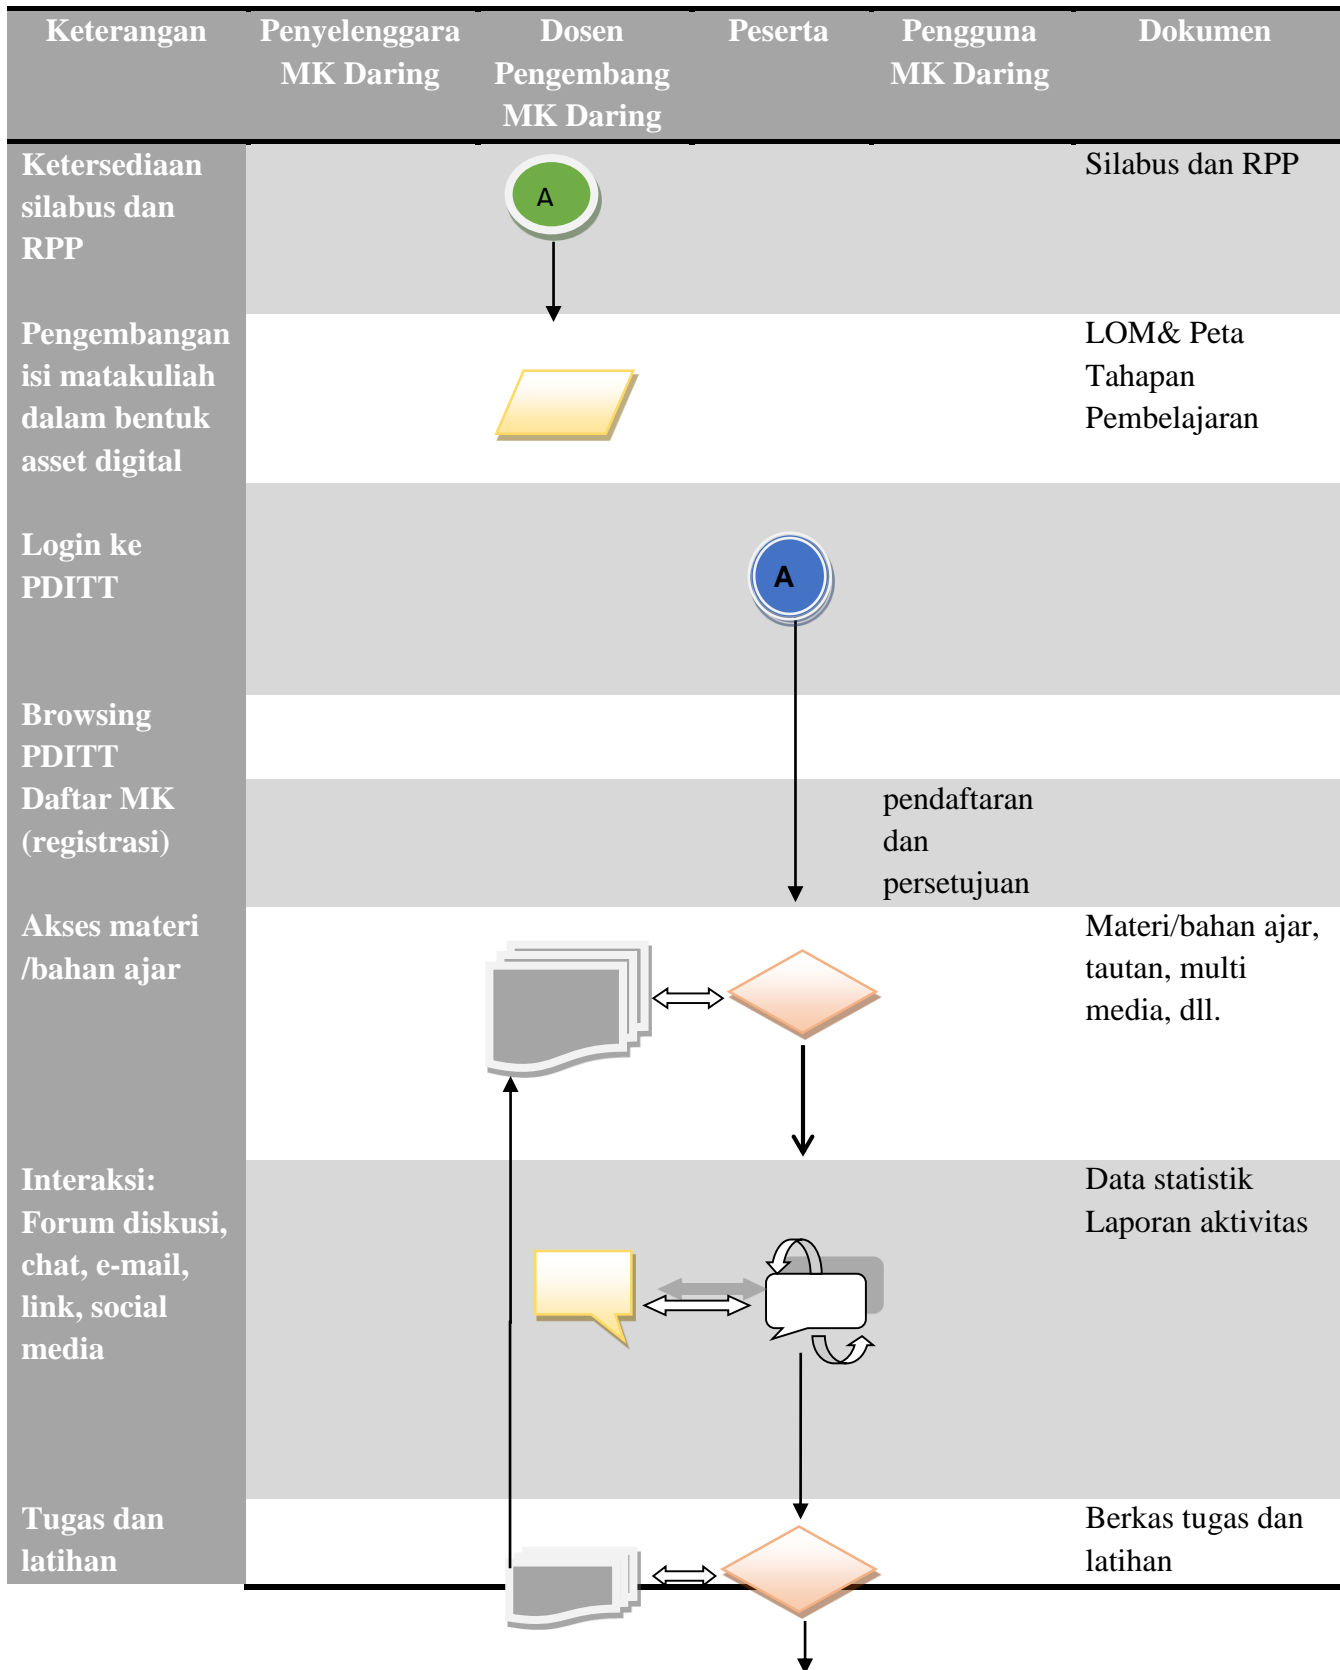 Keterangan
Penyelenggara
MK Daring
Dosen
Pengembang
MK Daring
Peserta
Pengguna
MK Daring
Dokumen
Ketersediaan
silabus dan
RPP
A
Silabus dan RPP
Pengembangan
isi matakuliah
dalam bentuk
asset digital
LOM& Peta
Tahapan
Pembelajaran
Login ke
PDITT
A
Browsing
PDITT
Daftar MK
(registrasi)
pendaftaran
dan
persetujuan
Akses materi
/bahan ajar
Materi/bahan ajar,
tautan, multi
media, dll.
Interaksi:
Forum diskusi,
chat, e-mail,
link, social
media
Data statistik
Laporan aktivitas
Tugas dan
latihan
Berkas tugas dan
latihan